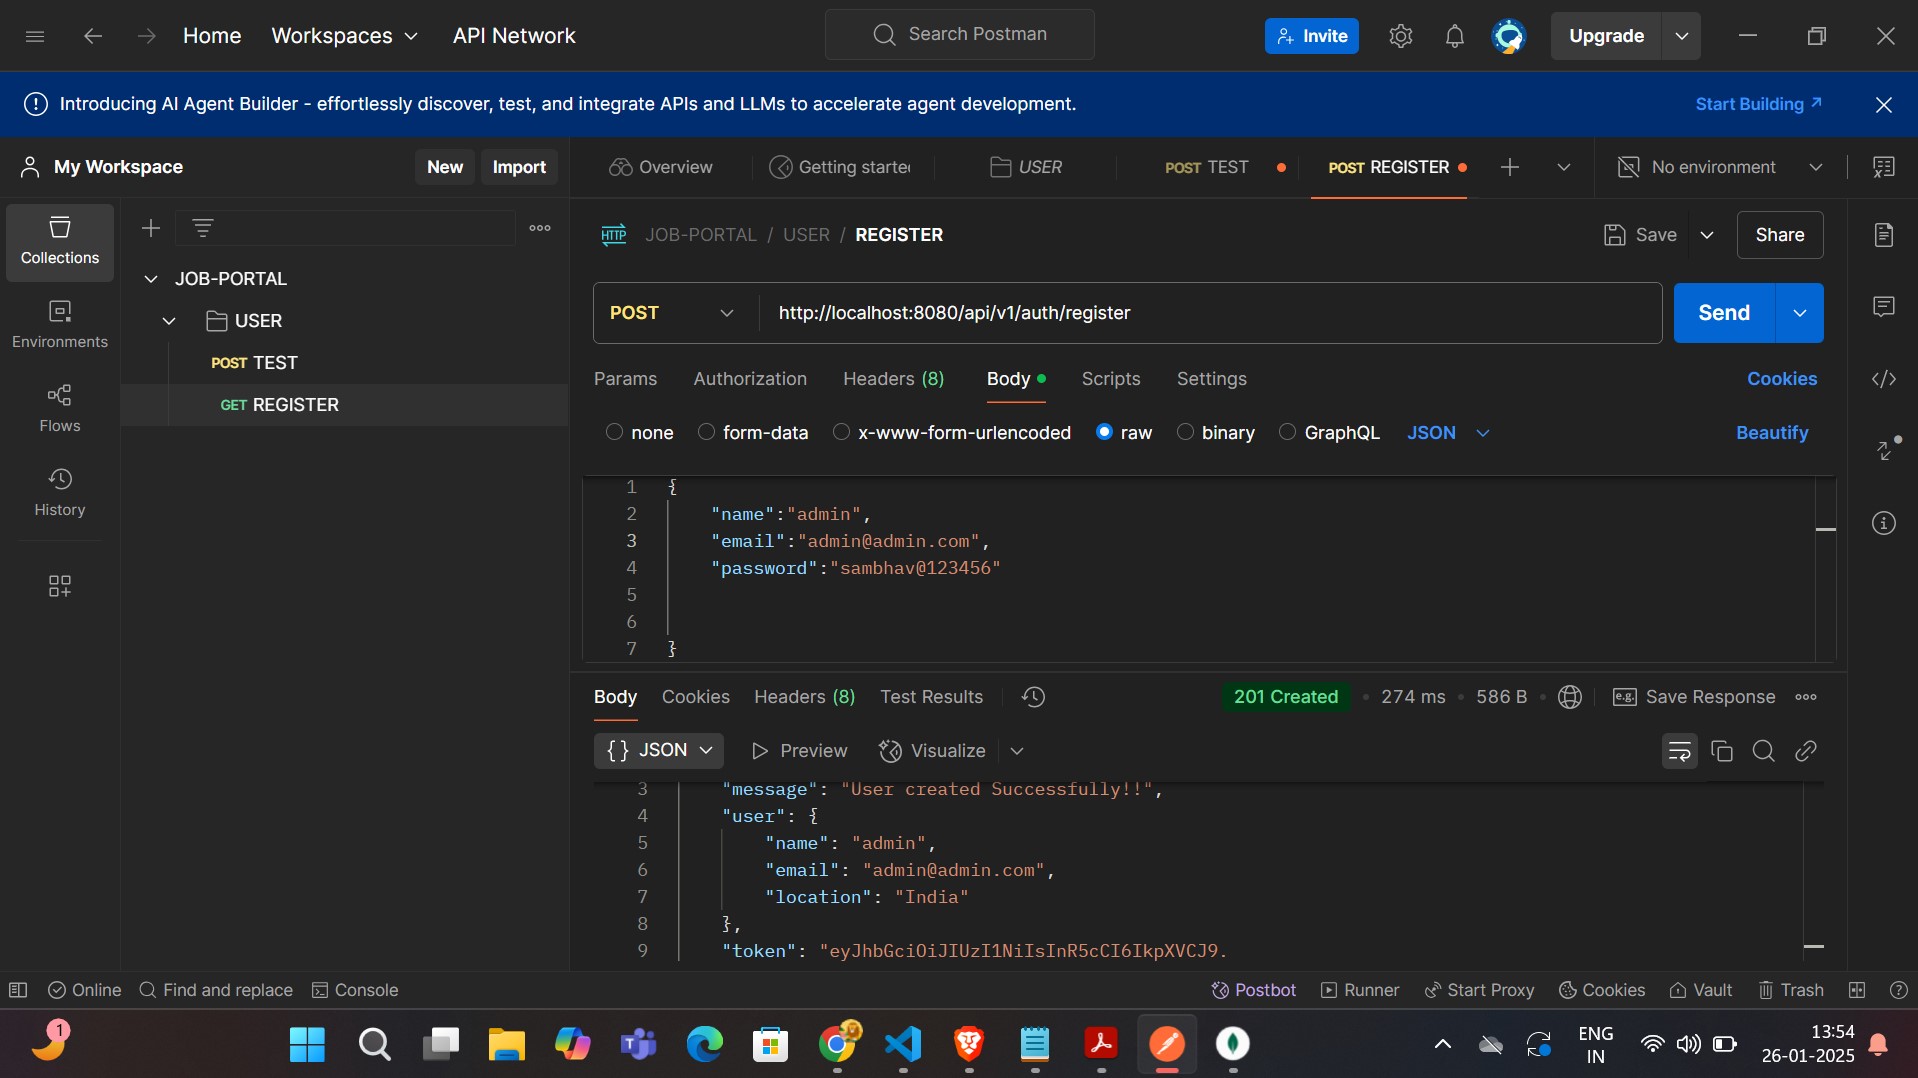 Home
Workspaces
API Network
Search Postman
Invite
Upgrade
Introducing AI Agent Builder - effortlessly discover, test, and integrate APIs and LLMs to accelerate agent development.
Start Building
My Workspace
New
Import
Overview
Getting starte
USER
POST TEST
POST REGISTER
No environment
Collections
Environments
Flows
History
JOB-PORTAL
USER
POST TEST
GET REGISTER
HTTP
JOB-PORTAL / USER / REGISTER
Save
Share
POST
http://localhost:8080/api/v1/auth/register
Send
Params
Authorization
Headers (8)
Body
Scripts
Settings
Cookies
none
form-data
x-www-form-urlencoded
raw
binary
GraphQL
JSON
Beautify
1 {
2 "name":"admin",
3 "email":"admin@admin.com",
4 "password":"sambhav@123456"
5
6
7 }
Body
Cookies
Headers (8)
Test Results
201 Created
274 ms
586 B
e.g.
Save Response
{} JSON
Preview
Visualize
3 "message": "User created Successfully!!",
4 "user": {
5 "name": "admin",
6 "email": "admin@admin.com",
7 "location": "India"
8 },
9 "token": "eyJhbGciOiJIUzI1NiIsInR5cCI6IkpXVCJ9.
Online
Find and replace
Console
Postbot
Runner
Start Proxy
Cookies
Vault
Trash
1
ENG
IN
13:54
26-01-2025